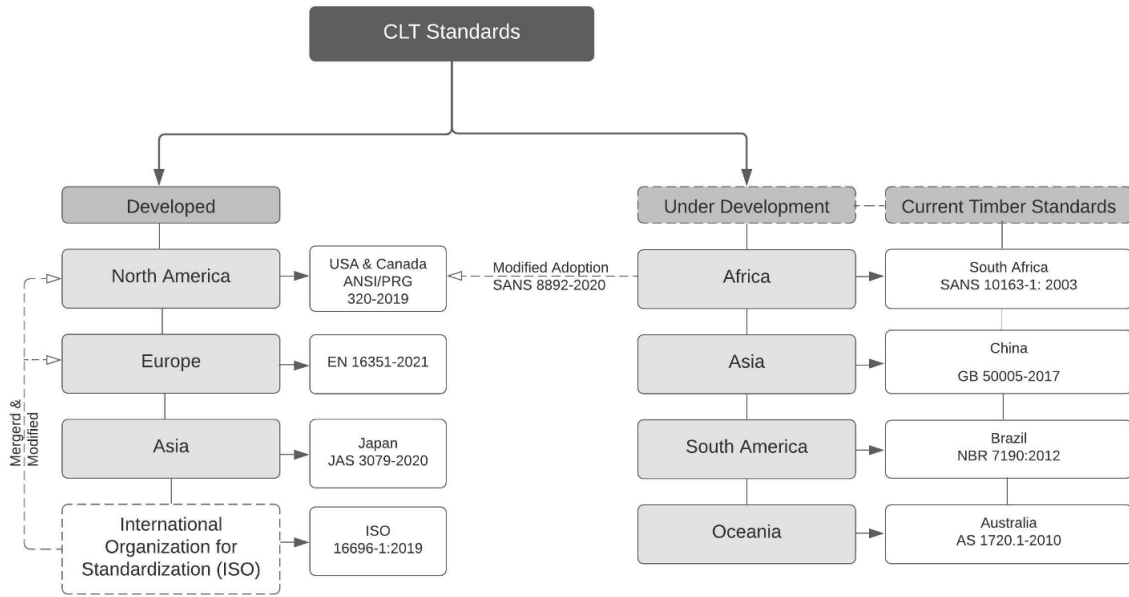 CLT Standards
Developed
Under Development
Current Timber Standards
North America
USA & Canada
ANSI/PRG
320-2019
Modified Adoption
SANS 8892-2020
Africa
South Africa
SANS 10163-1: 2003
Europe
EN 16351-2021
Asia
China
GB 50005-2017
Mergerd &
Modified
Asia
Japan
JAS 3079-2020
South America
Brazil
NBR 7190:2012
International
Organization for
Standardization (ISO)
ISO
16696-1:2019
Oceania
Australia
AS 1720.1-2010